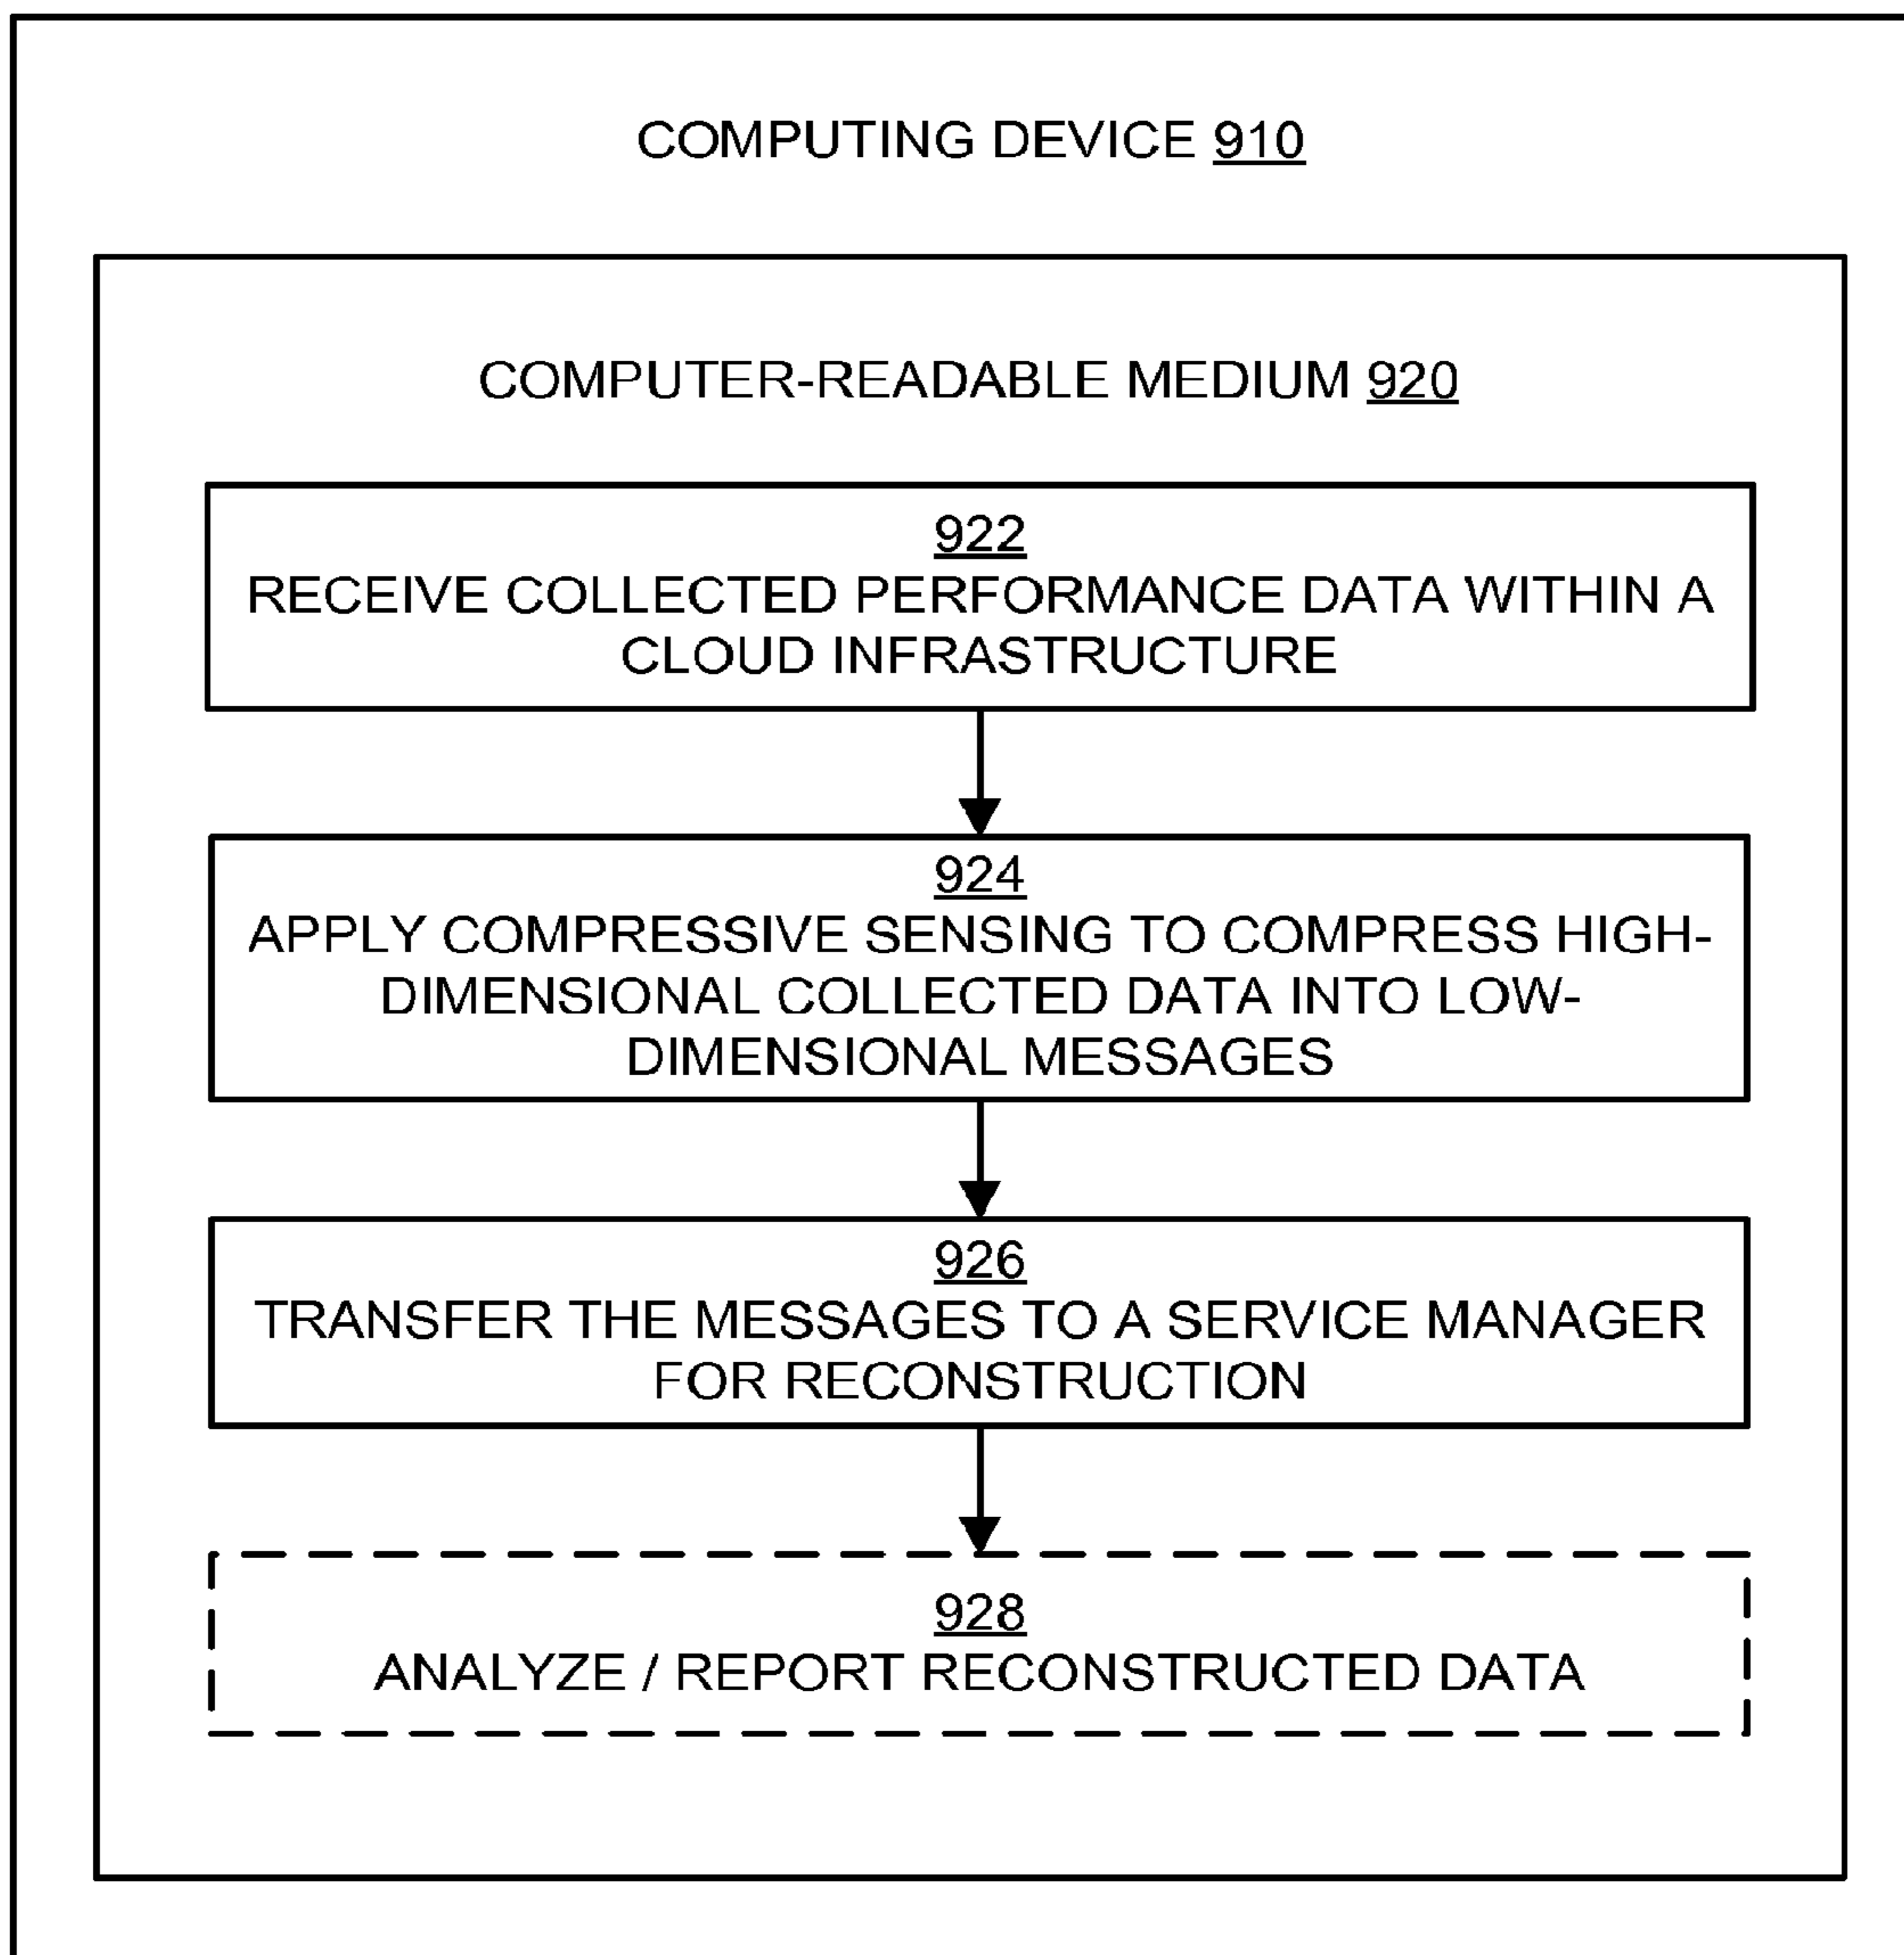 COMPUTING DEVICE 910
COMPUTER-READABLE MEDIUM 920
922
RECEIVE COLLECTED PERFORMANCE DATA WITHIN A
CLOUD INFRASTRUCTURE
924
APPLY COMPRESSIVE SENSING TO COMPRESS HIGH-
DIMENSIONAL COLLECTED DATA INTO LOW-
DIMENSIONAL MESSAGES
926
TRANSFER THE MESSAGES TO A SERVICE MANAGER
FOR RECONSTRUCTION
928
ANALYZE / REPORT RECONSTRUCTED DATA